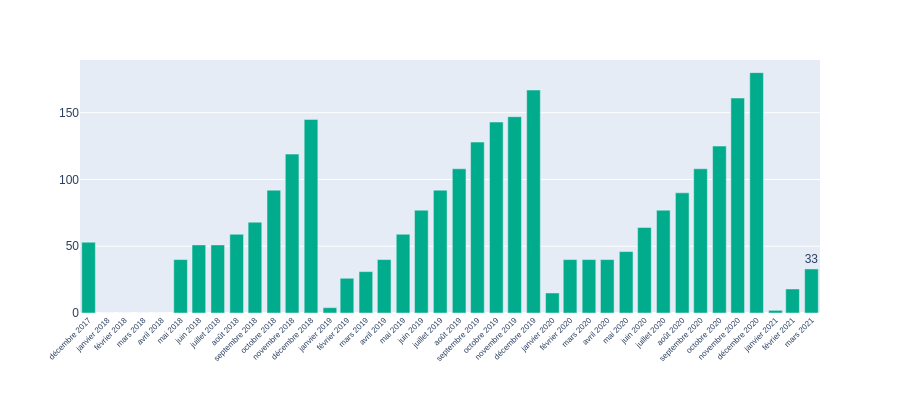 150
100
50
0
33
décembre 2017
janvier 2018
février 2018
mars 2018
avril 2018
mai 2018
juin 2018
juillet 2018
août 2018
septembre 2018
octobre 2018
novembre 2018
décembre 2018
janvier 2019
février 2019
mars 2019
avril 2019
mai 2019
juin 2019
juillet 2019
août 2019
septembre 2019
octobre 2019
novembre 2019
décembre 2019
janvier 2020
février 2020
mars 2020
avril 2020
mai 2020
juin 2020
juillet 2020
août 2020
septembre 2020
octobre 2020
novembre 2020
décembre 2020
janvier 2021
février 2021
mars 2021